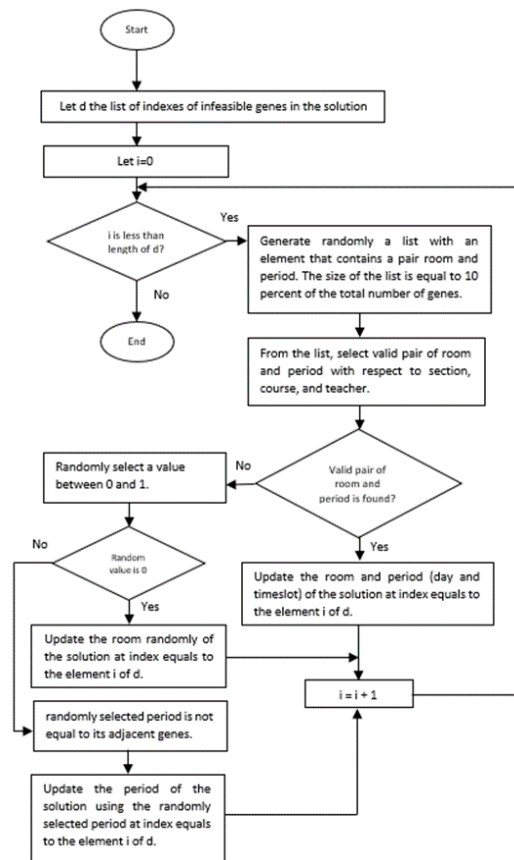 Start
Let d the list of indexes of infeasible genes in the solution
Let i=0
i is less than
length of d?
Yes
No
End
Generate randomly a list with an
element that contains a pair room and
period. The size of the list is equal to 10
percent of the total number of genes.
From the list, select valid pair of room
and period with respect to section,
course, and teacher.
Valid pair of
room and
period is found?
No
Randomly select a value
between 0 and 1.
Yes
Random
value is 0
No
Yes
Update the room and period (day and
timeslot) of the solution at index equals to
the element i of d.
Update the room randomly of
the solution at index equals to
the element i of d.
i = i + 1
randomly selected period is not
equal to its adjacent genes.
Update the period of the
solution using the randomly
selected period at index equals
to the element i of d.